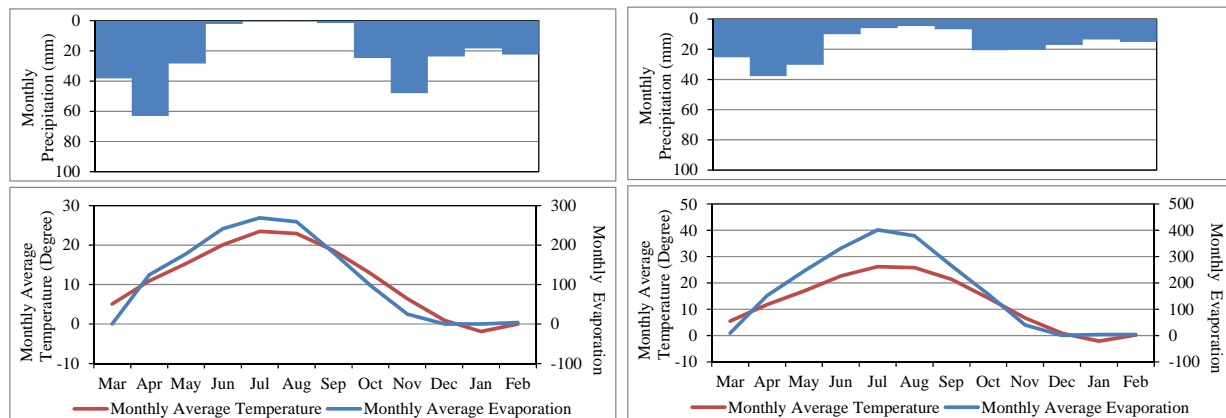 0
20
40
60
80
100
Monthly
Precipitation (mm)
30
20
10
0
-10
Monthly Average
Temperature (Degree)
300
200
100
0
-100
Monthly Evaporation
Mar Apr May Jun Jul Aug Sep Oct Nov Dec Jan Feb
Monthly Average Temperature Monthly Average Evaporation
0
20
40
60
80
100
Monthly
Precipitation (mm)
50
40
30
20
10
0
-10
Monthly Average
Temperature (Degree)
500
400
300
200
100
0
-100
Monthly Evaporation
Mar Apr May Jun Jul Aug Sep Oct Nov Dec Jan Feb
Monthly Average Temperature Monthly Average Evaporation